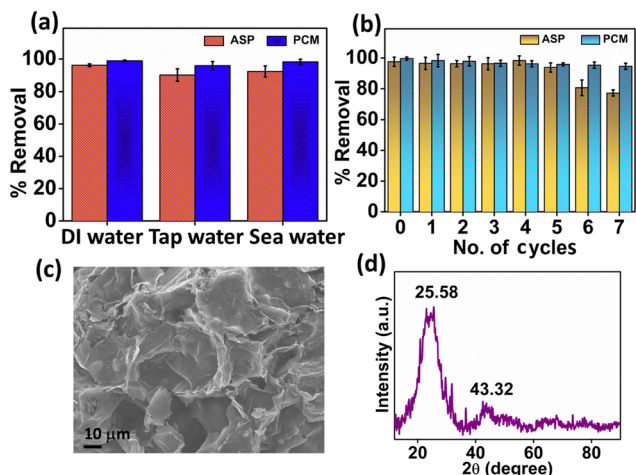 (a)
ASP PCM
% Removal
100
80
60
40
20
0
DI water Tap water Sea water
(b)
ASP PCM
% Removal
100
80
60
40
20
0
0 1 2 3 4 5 6 7
No. of cycles
(c)
10 μm
(d)
25.58
43.32
Intensity (a.u.)
20 40 60 80
2θ (degree)